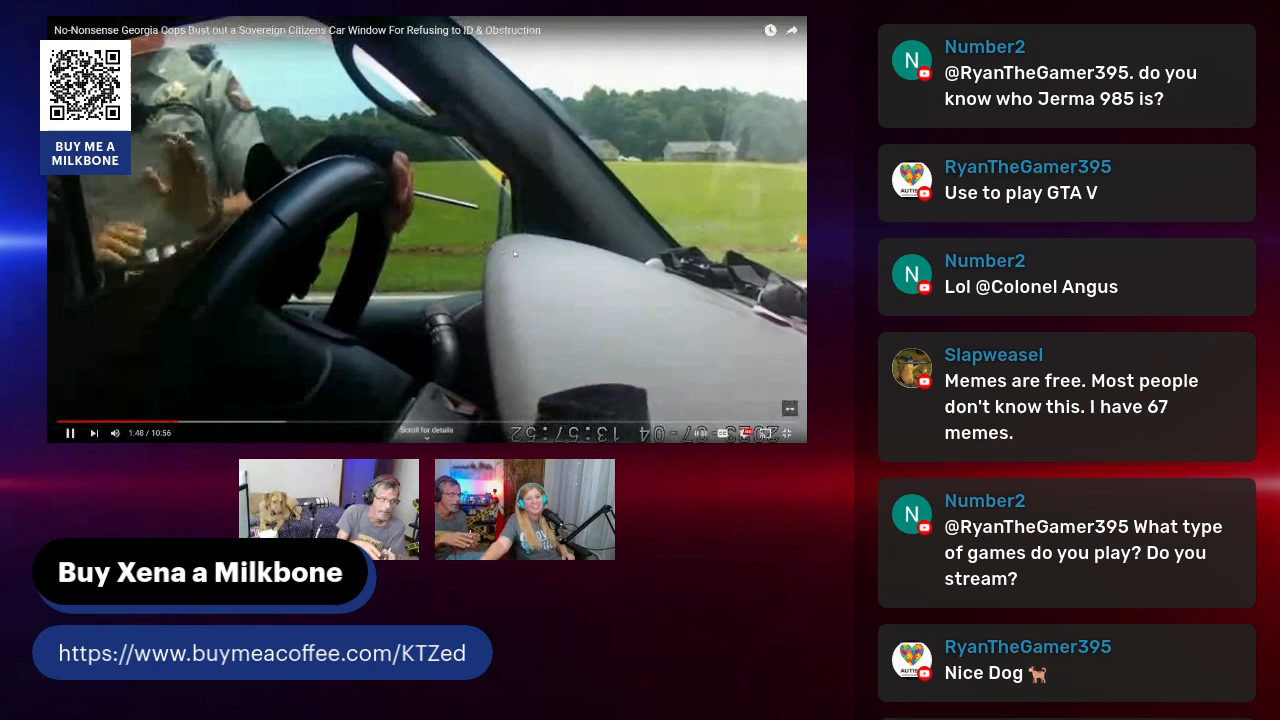 No-Nonsense Georgia Cops Bust out a Sovereign Citizens Car Window For Refusing to ID & Obstruction
BUY ME A
MILKBONE
1:48 / 10:56
Scroll for details
Buy Xena a Milkbone
https://www.buymeacoffee.com/KTZed
N
Number2
@RyanTheGamer395. do you
know who Jerma 985 is?
RyanTheGamer395
Use to play GTA V
N
Number2
Lol @Colonel Angus
Slapweasel
Memes are free. Most people
don't know this. I have 67
memes.
N
Number2
@RyanTheGamer395 What type
of games do you play? Do you
stream?
RyanTheGamer395
Nice Dog 🐕